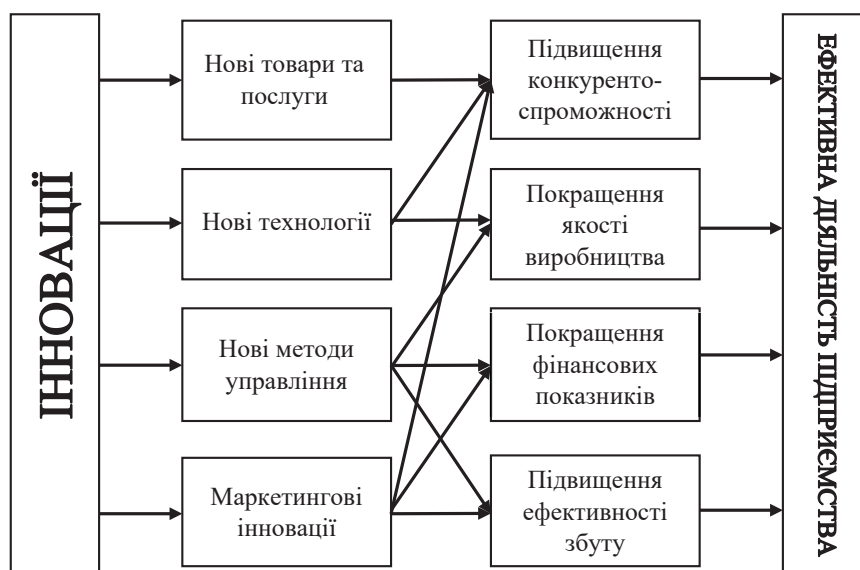 ІННОВАЦІЇ
Нові товари та
послуги
Нові технології
Нові методи
управління
Маркетингові
інновації
Підвищення
конкуренто-
спроможності
Покращення
якості
виробництва
Покращення
фінансових
показників
Підвищення
ефективності
збуту
ЕФЕКТИВНА ДІЯЛЬНІСТЬ ПІДПРИЄМСТВА